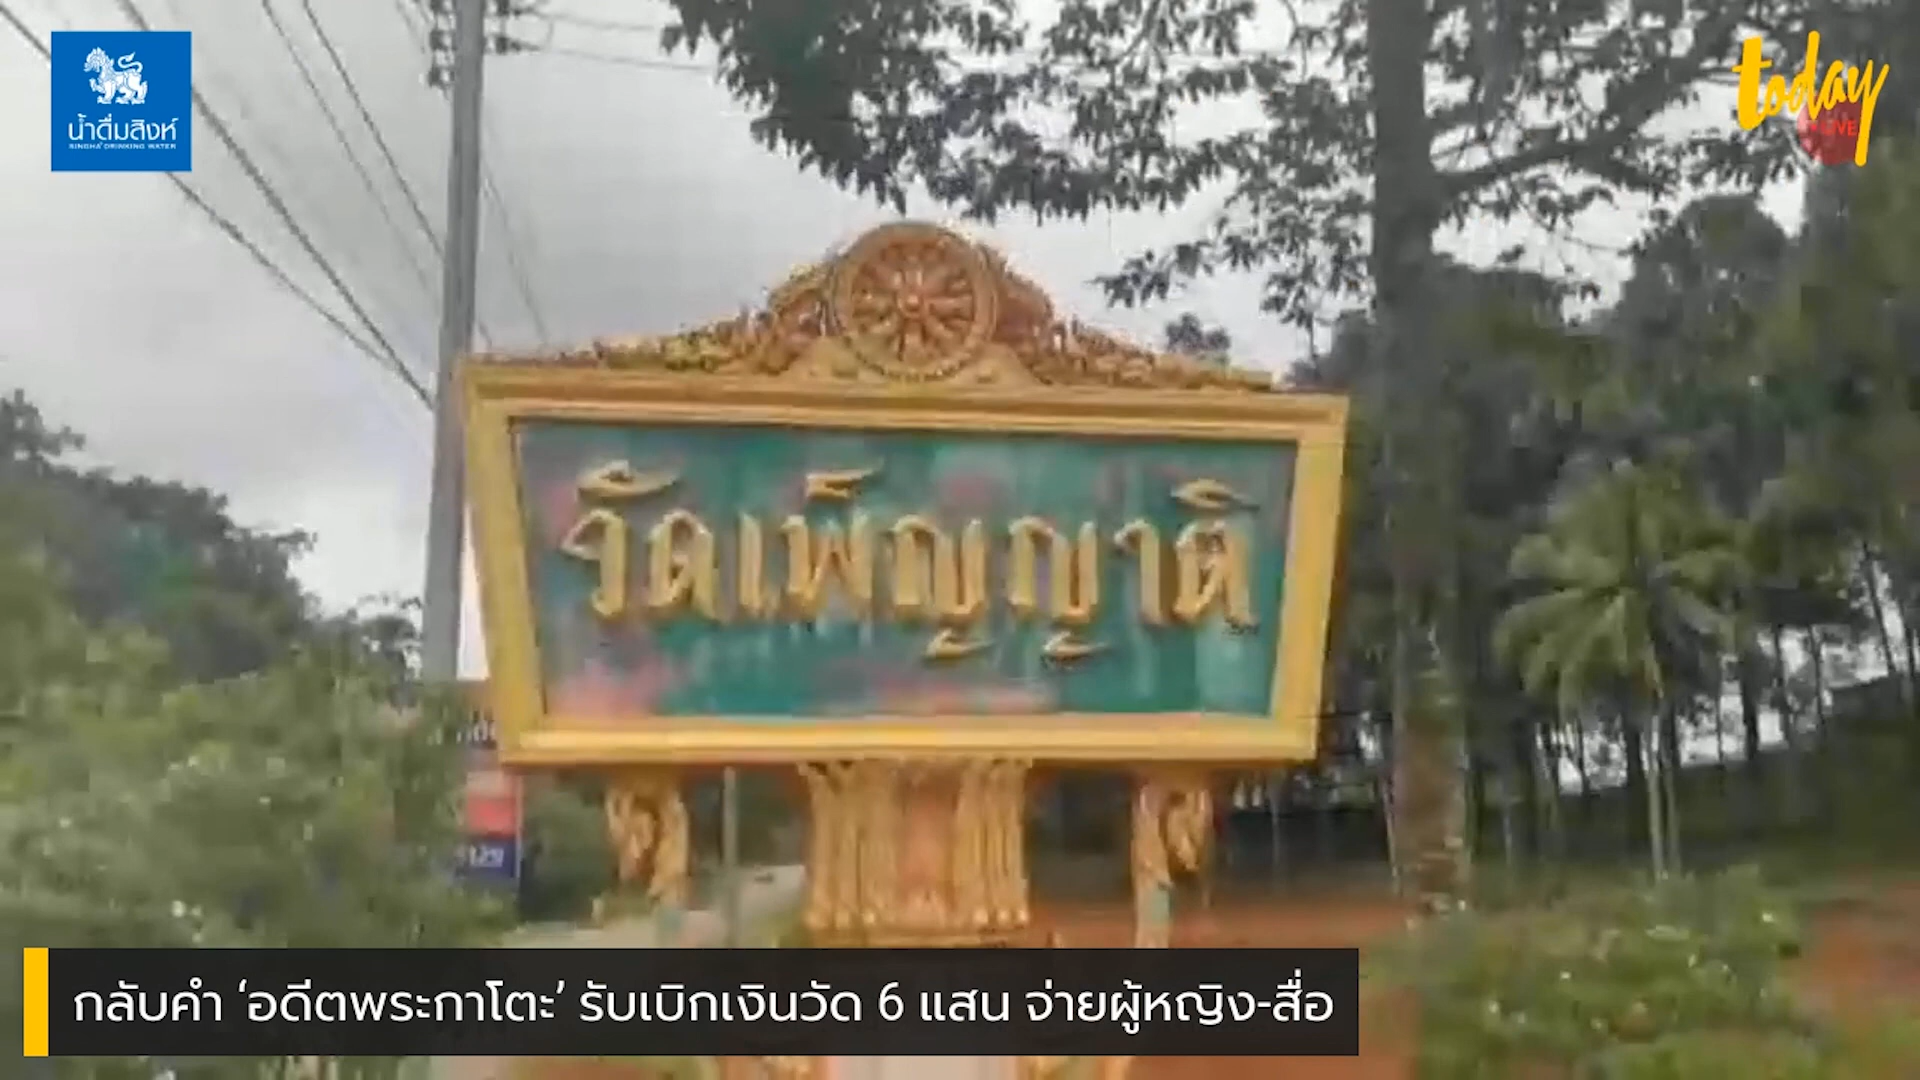 น้ำดื่มสิงห์
SINGHA DRINKING WATER
today
LIVE
วัดเพ็ญญาติ
129
กลับคำ ‘อดีตพระกาโตะ’ รับเบิกเงินวัด 6 แสน จ่ายผู้หญิง-สื่อ